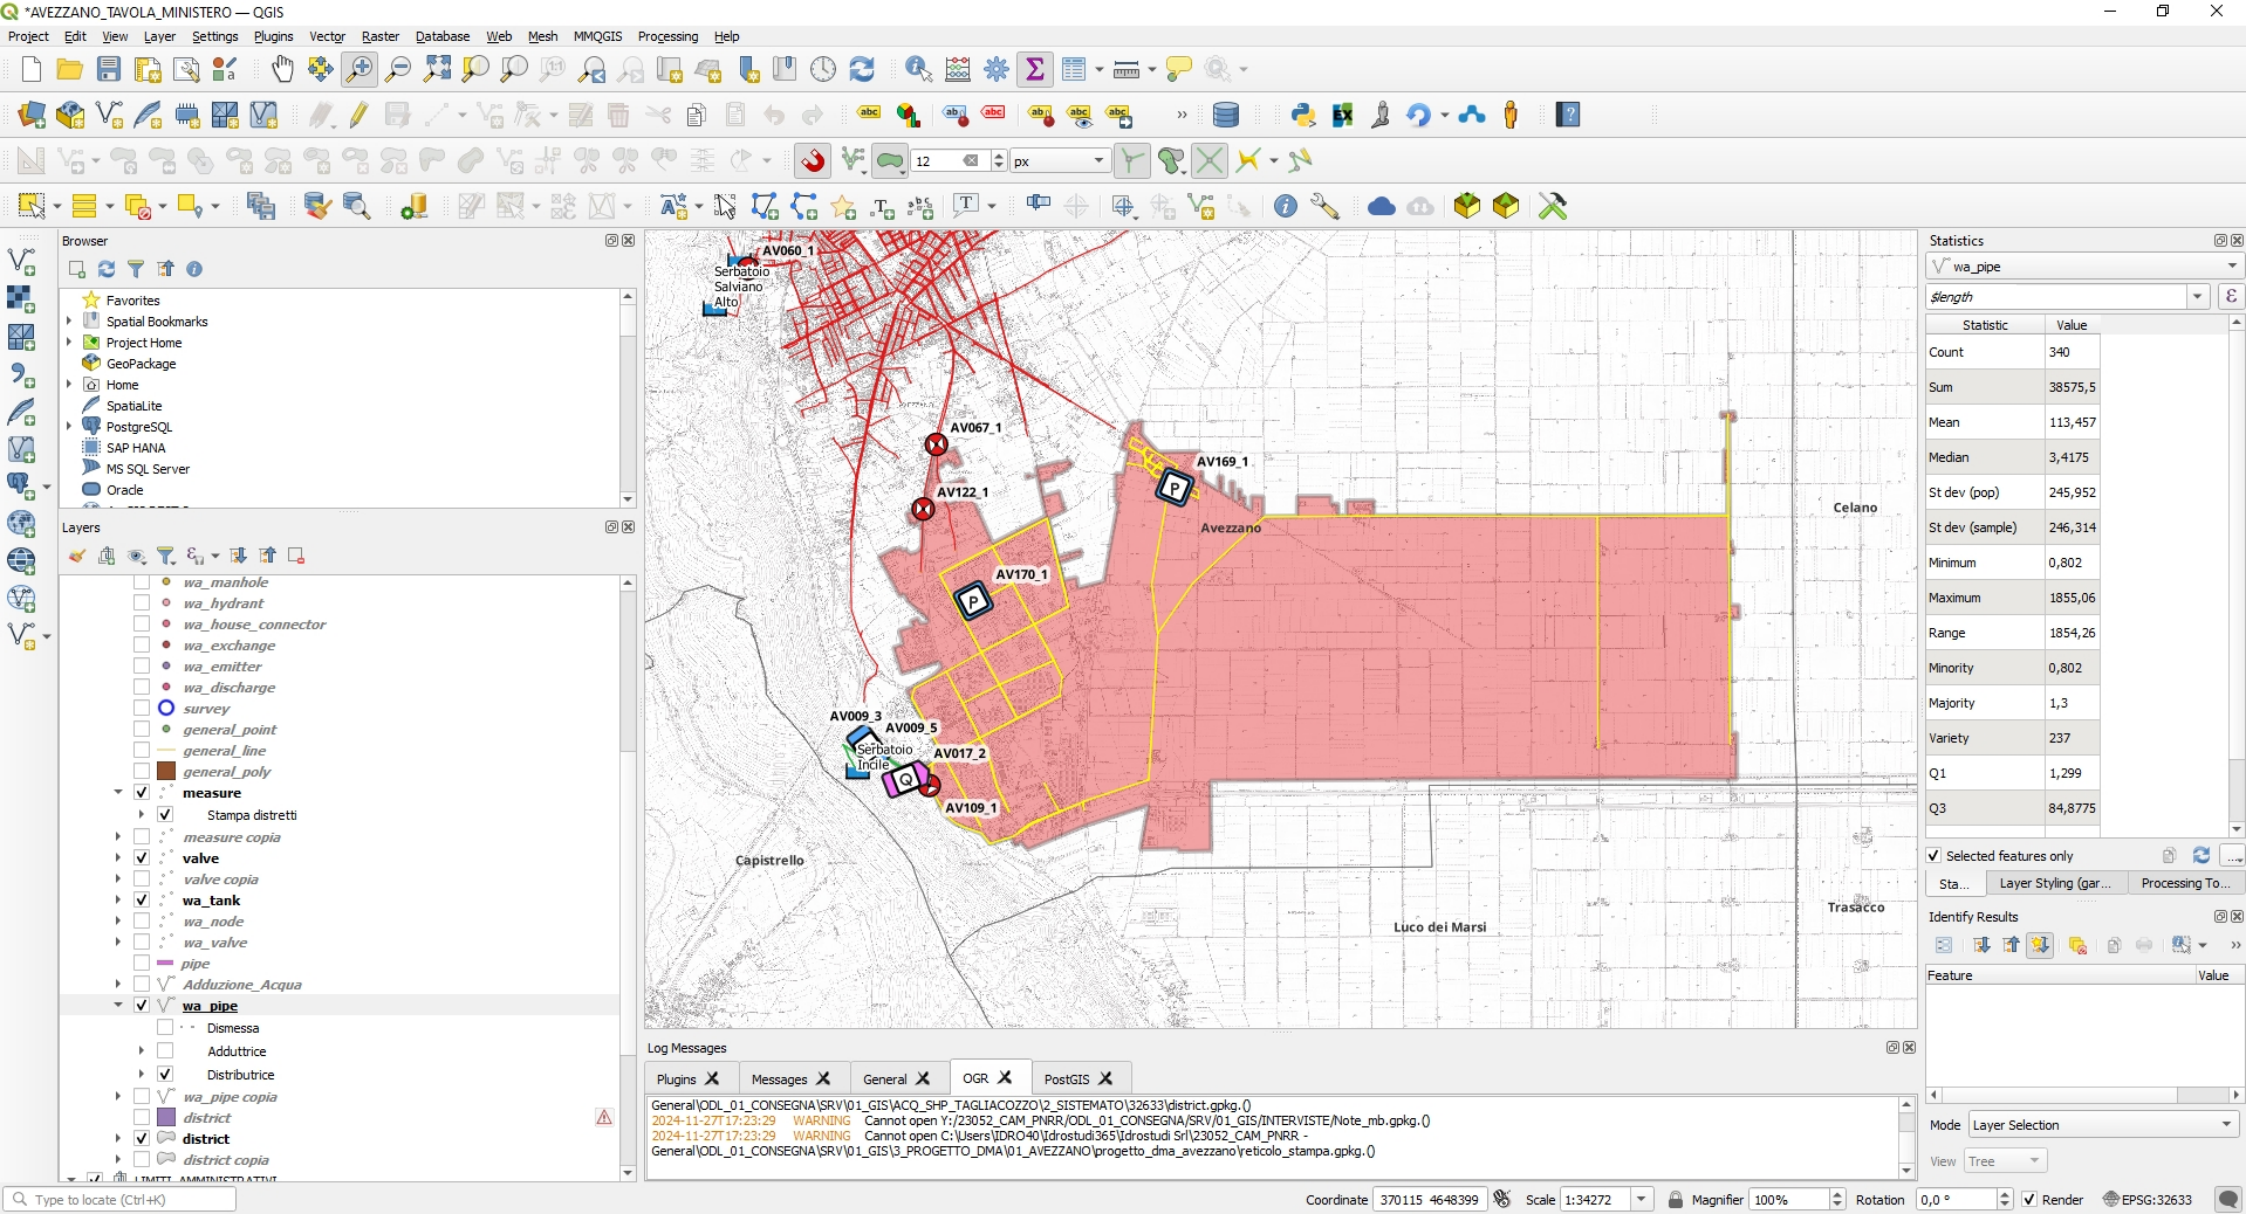 *AVEZZANO_TAVOLA_MINISTERO — QGIS
Project Edit View Layer Settings Plugins Vector Raster Database Web Mesh MMQGIS Processing Help
12 px
Browser
Favorites
Spatial Bookmarks
Project Home
GeoPackage
Home
SpatiaLite
PostgreSQL
SAP HANA
MS SQL Server
Oracle
Layers
wa_manhole
wa_hydrant
wa_house_connector
wa_exchange
wa_emitter
wa_discharge
survey
general_point
general_line
general_poly
measure
Stampa distretti
measure copia
valve
valve copia
wa_tank
wa_node
wa_valve
pipe
Adduzione_Acqua
wa_pipe
Dismessa
Adduttrice
Distributrice
wa_pipe copia
district
district
district copia
LIMITI_AMMINISTRATIVI
AV060_1
Serbatoio
Salviano
Alto
AV067_1
AV122_1
AV169_1
P
Avezzano
Celano
AV170_1
P
AV009_3
AV009_5
Serbatoio
Incile
AV017_2
Q
AV109_1
Capistrello
Luco dei Marsi
Trasacco
Log Messages
Plugins Messages General OGR PostGIS
General\ODL_01_CONSEGNA\SRV\01_GIS\ACQ_SHP_TAGLIACOZZO\2_SISTEMATO\32633\district.gpkg.()
2024-11-27T17:23:29 WARNING Cannot open Y:/23052_CAM_PNRR/ODL_01_CONSEGNA/SRV/01_GIS/INTERVISTE/Note_mb.gpkg.()
2024-11-27T17:23:29 WARNING Cannot open C:\Users\IDRO40\Idrostudi365\Idrostudi Srl\23052_CAM_PNRR -
General\ODL_01_CONSEGNA\SRV\01_GIS\3_PROGETTO_DMA\01_AVEZZANO\progetto_dma_avezzano\reticolo_stampa.gpkg.()
Statistics
wa_pipe
$length
Statistic Value
Count 340
Sum 38575,5
Mean 113,457
Median 3,4175
St dev (pop) 245,952
St dev (sample) 246,314
Minimum 0,802
Maximum 1855,06
Range 1854,26
Minority 0,802
Majority 1,3
Variety 237
Q1 1,299
Q3 84,8775
Selected features only
Sta... Layer Styling (gar... Processing To...
Identify Results
Feature Value
Mode Layer Selection
View Tree
Type to locate (Ctrl+K)
Coordinate 370115 4648399 Scale 1:34272 Magnifier 100% Rotation 0,0 ° Render EPSG:32633